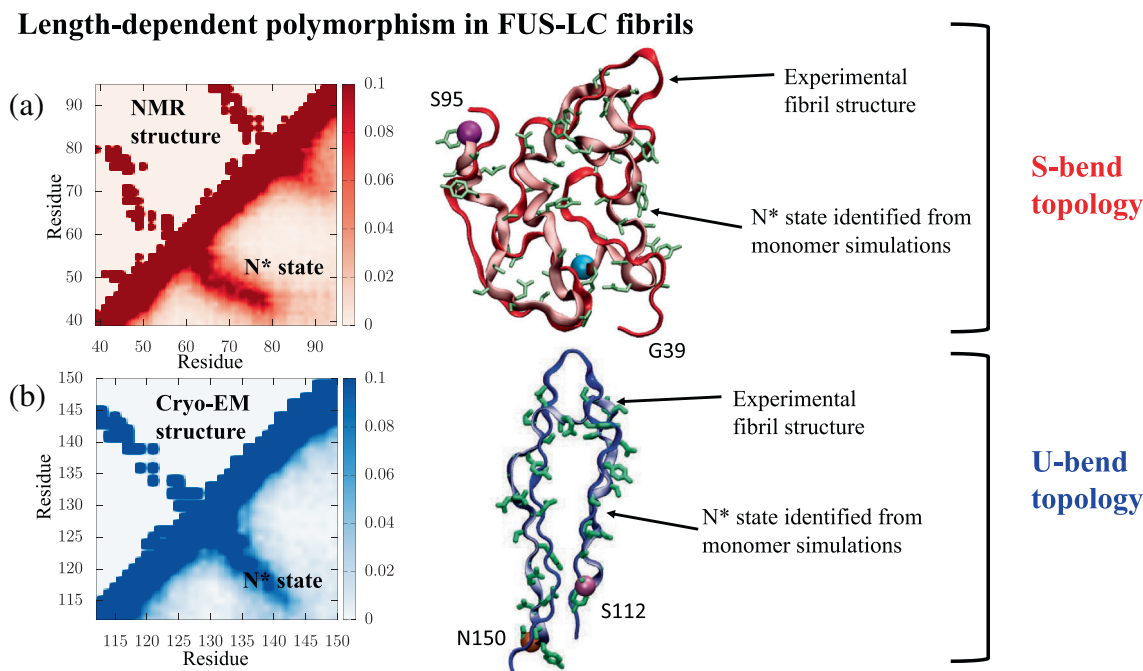 Length-dependent polymorphism in FUS-LC fibrils
(a)
NMR
structure
N* state
90
80
70
60
50
40
Residue
40 50 60 70 80 90
Residue
0.1
0.08
0.06
0.04
0.02
0
S95
G39
Experimental
fibril structure
N* state identified from
monomer simulations
S-bend
topology
(b)
Cryo-EM
structure
N* state
150
145
140
135
130
125
120
115
Residue
115 120 125 130 135 140 145 150
Residue
0.1
0.08
0.06
0.04
0.02
0
N150
S112
Experimental
fibril structure
N* state identified from
monomer simulations
U-bend
topology